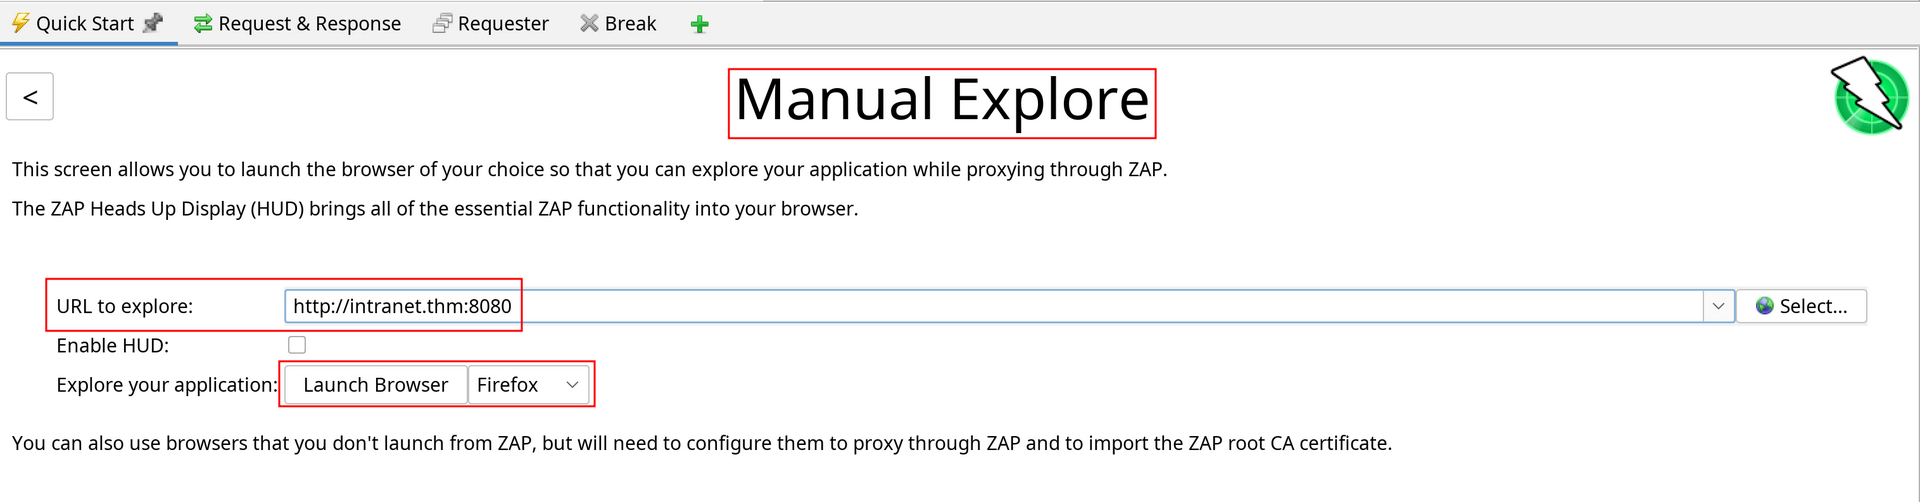 Quick Start Request & Response Requester Break
<
Manual Explore
This screen allows you to launch the browser of your choice so that you can explore your application while proxying through ZAP.
The ZAP Heads Up Display (HUD) brings all of the essential ZAP functionality into your browser.
URL to explore: http://intranet.thm:8080 Select...
Enable HUD:
Explore your application: Launch Browser Firefox
You can also use browsers that you don't launch from ZAP, but will need to configure them to proxy through ZAP and to import the ZAP root CA certificate.